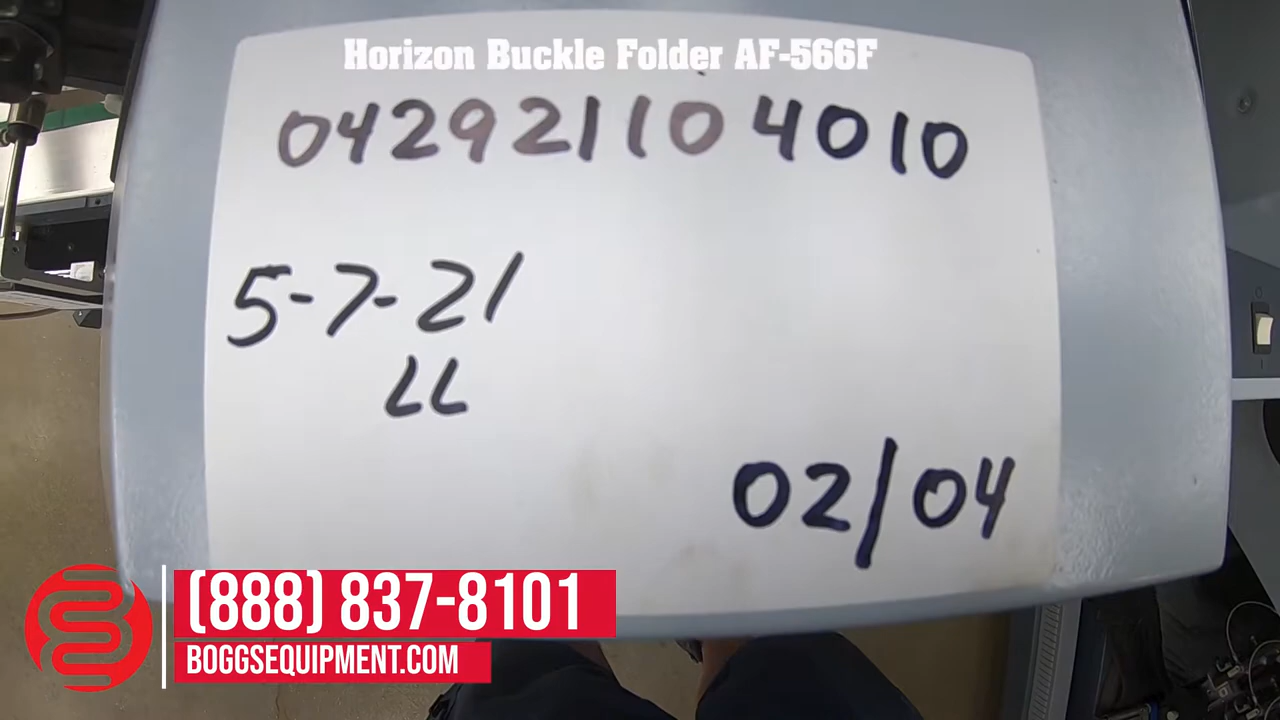 Horizon Buckle Folder AF-566F
042921104010
5-7-21
LL
02/04
(888) 837-8101
BOGGSEQUIPMENT.COM